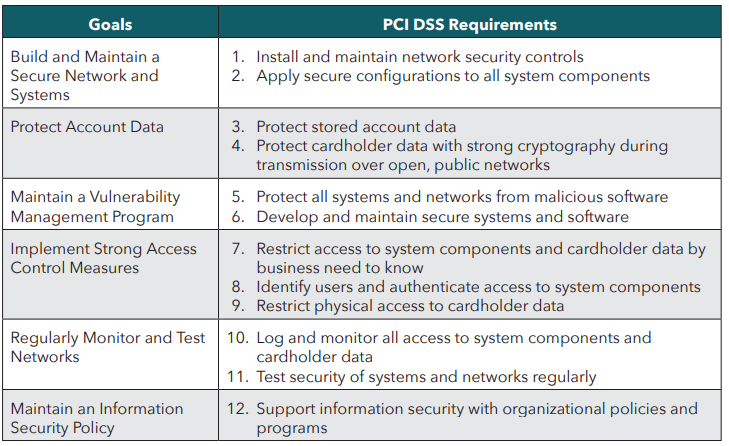 Goals
PCI DSS Requirements
Build and Maintain a
Secure Network and
Systems
1. Install and maintain network security controls
2. Apply secure configurations to all system components
Protect Account Data
3. Protect stored account data
4. Protect cardholder data with strong cryptography during
transmission over open, public networks
Maintain a Vulnerability
Management Program
5. Protect all systems and networks from malicious software
6. Develop and maintain secure systems and software
Implement Strong Access
Control Measures
7. Restrict access to system components and cardholder data by
business need to know
8. Identify users and authenticate access to system components
9. Restrict physical access to cardholder data
Regularly Monitor and Test
Networks
10. Log and monitor all access to system components and
cardholder data
11. Test security of systems and networks regularly
Maintain an Information
Security Policy
12. Support information security with organizational policies and
programs